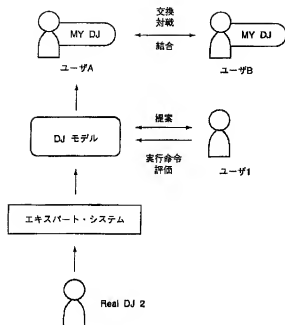 MY DJ
交換
対戦
結合
MY DJ
ユーザA
ユーザB
DJ モデル
提案
実行命令
評価
ユーザ1
エキスパート・システム
Real DJ 2